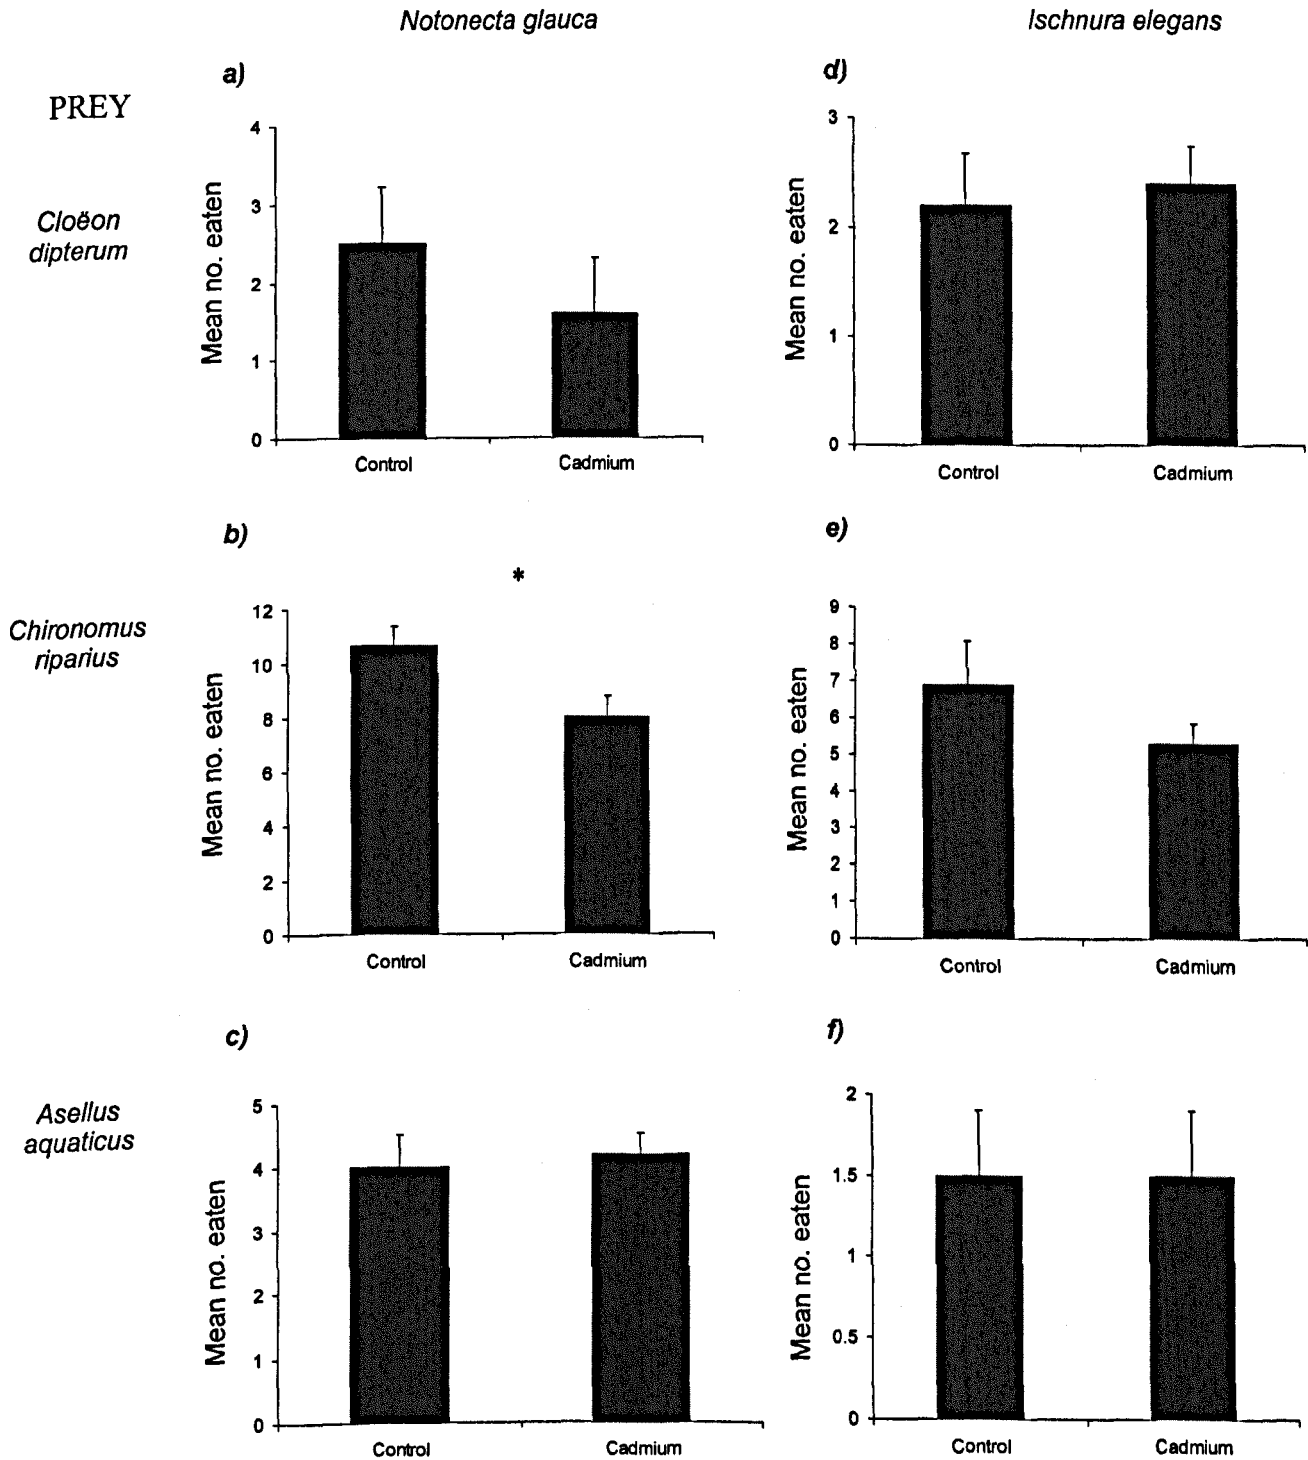 Notonecta glauca
Ischnura elegans
PREY
Cloëon
dipterum
a)
Mean no. eaten
4
3
2
1
0
Control
Cadmium
d)
Mean no. eaten
3
2
1
0
Control
Cadmium
Chironomus
riparius
b)
*
Mean no. eaten
12
10
8
6
4
2
0
Control
Cadmium
e)
Mean no. eaten
9
8
7
6
5
4
3
2
1
0
Control
Cadmium
Asellus
aquaticus
c)
Mean no. eaten
5
4
3
2
1
0
Control
Cadmium
f)
Mean no. eaten
2
1.5
1
0.5
0
Control
Cadmium